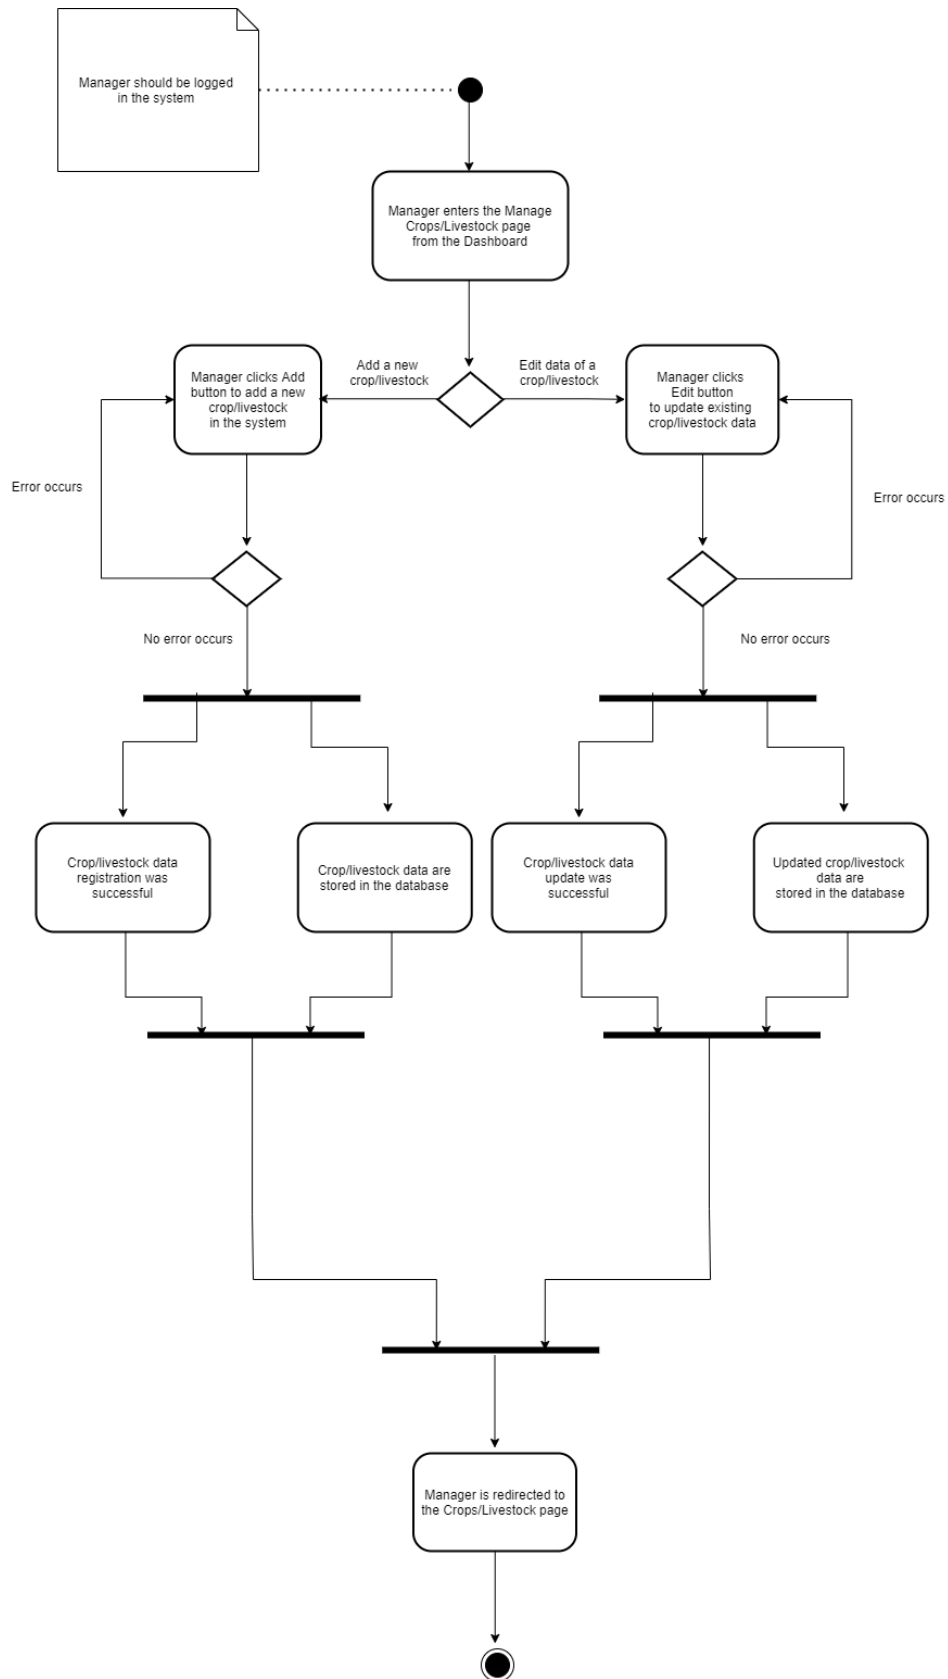 Manager should be logged
in the system
Manager enters the Manage
Crops/Livestock page
from the Dashboard
Add a new
crop/livestock
Edit data of a
crop/livestock
Manager clicks Add
button to add a new
crop/livestock
in the system
Manager clicks
Edit button
to update existing
crop/livestock data
Error occurs
Error occurs
No error occurs
No error occurs
Crop/livestock data
registration was
successful
Crop/livestock data are
stored in the database
Crop/livestock data
update was
successful
Updated crop/livestock
data are
stored in the database
Manager is redirected to
the Crops/Livestock page